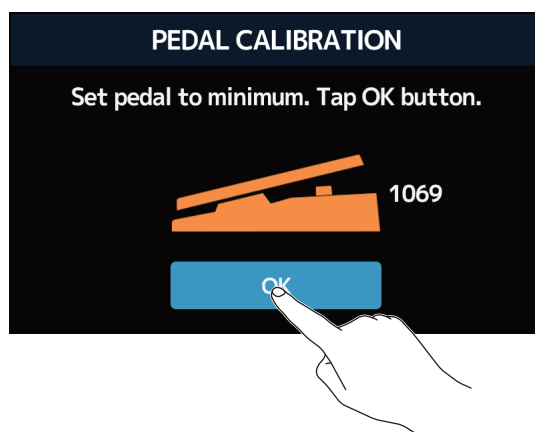 PEDAL CALIBRATION
Set pedal to minimum. Tap OK button.
1069
OK